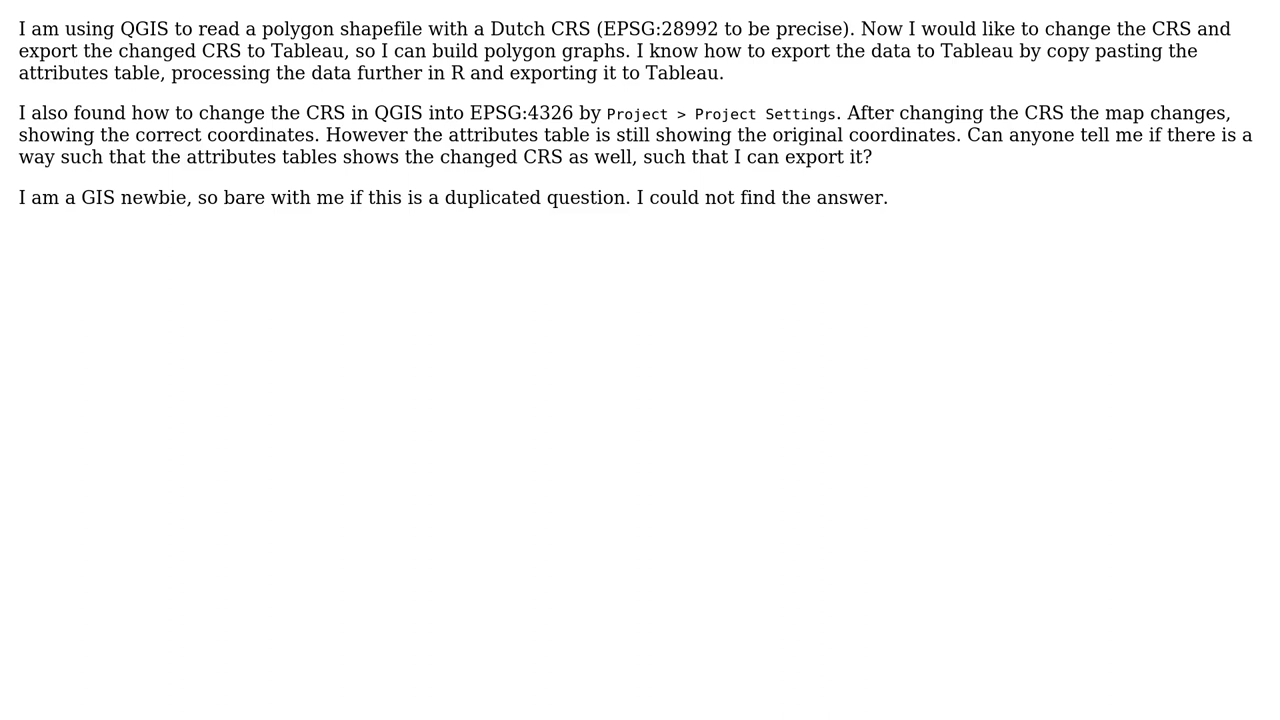 I am using QGIS to read a polygon shapefile with a Dutch CRS (EPSG:28992 to be precise). Now I would like to change the CRS and
export the changed CRS to Tableau, so I can build polygon graphs. I know how to export the data to Tableau by copy pasting the
attributes table, processing the data further in R and exporting it to Tableau.
I also found how to change the CRS in QGIS into EPSG:4326 by Project > Project Settings. After changing the CRS the map changes,
showing the correct coordinates. However the attributes table is still showing the original coordinates. Can anyone tell me if there is a
way such that the attributes tables shows the changed CRS as well, such that I can export it?
I am a GIS newbie, so bare with me if this is a duplicated question. I could not find the answer.